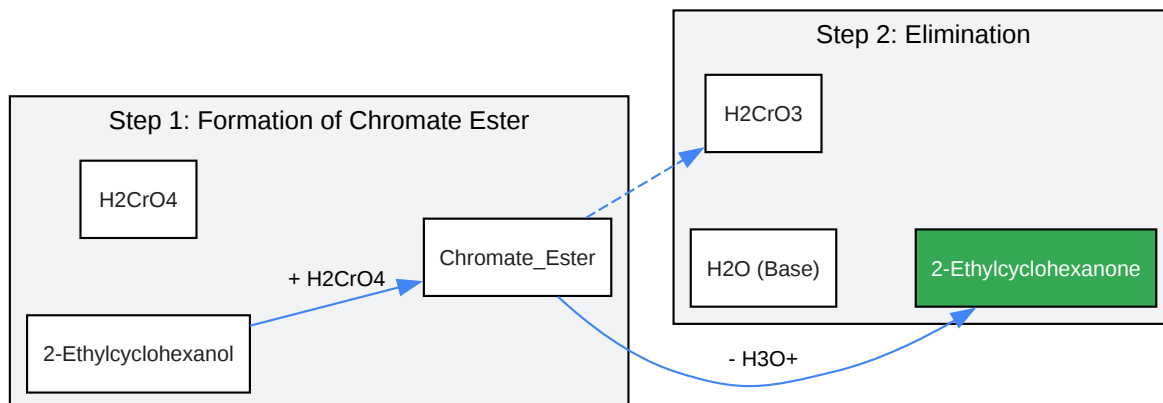 Step 1: Formation of Chromate Ester
H2CrO4
2-Ethylcyclohexanol
+ H2CrO4
Chromate_Ester
Step 2: Elimination
H2CrO3
H2O (Base)
2-Ethylcyclohexanone
- H3O+